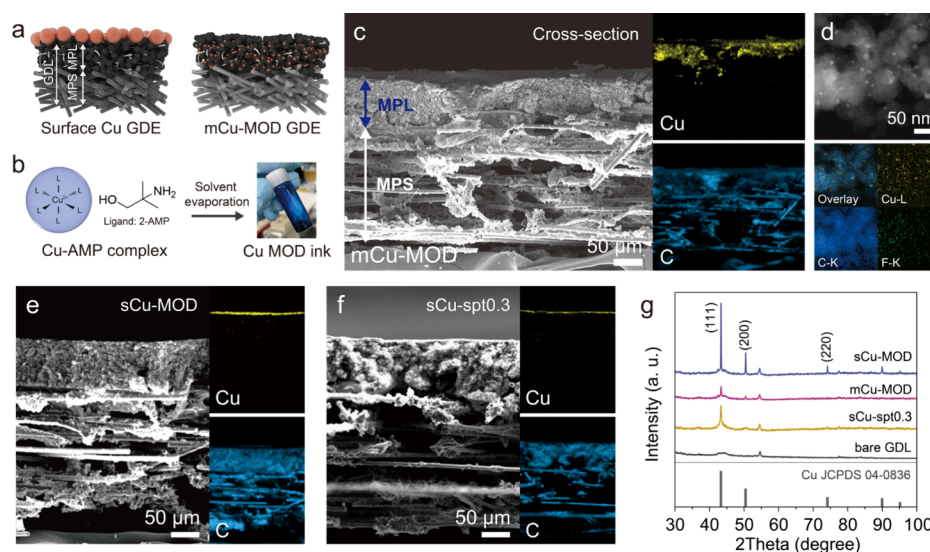 a
GDL
MPS MPL
Surface Cu GDE
mCu-MOD GDE
b
L
L
L
Cu²⁺
L
L
L
HO
NH₂
Ligand: 2-AMP
Solvent
evaporation
Cu-AMP complex
Cu MOD ink
c
Cross-section
MPL
MPS
50 μm
mCu-MOD
Cu
C
d
50 nm
Overlay
Cu-L
C-K
F-K
e
sCu-MOD
50 μm
Cu
C
f
sCu-spt0.3
50 μm
Cu
C
g
Intensity (a. u.)
(111)
(200)
(220)
sCu-MOD
mCu-MOD
sCu-spt0.3
bare GDL
Cu JCPDS 04-0836
30 40 50 60 70 80 90 100
2Theta (degree)